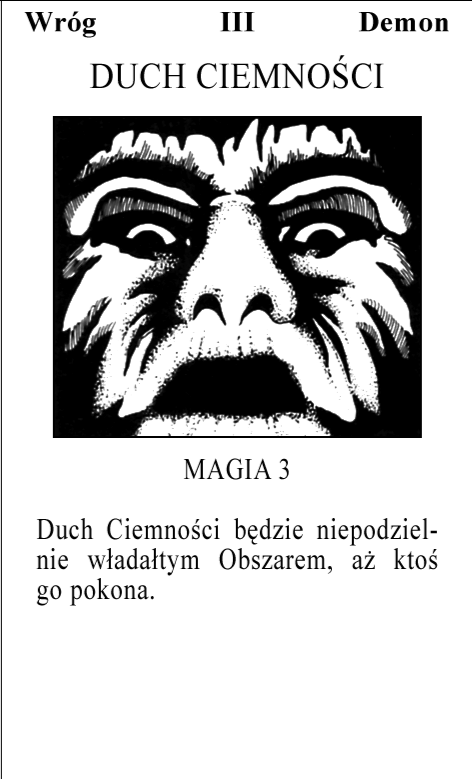 Wróg III Demon
DUCH CIEMNOŚCI
MAGIA 3
Duch Ciemności będzie niepodziel-
nie władałtym Obszarem, aż ktoś
go pokona.